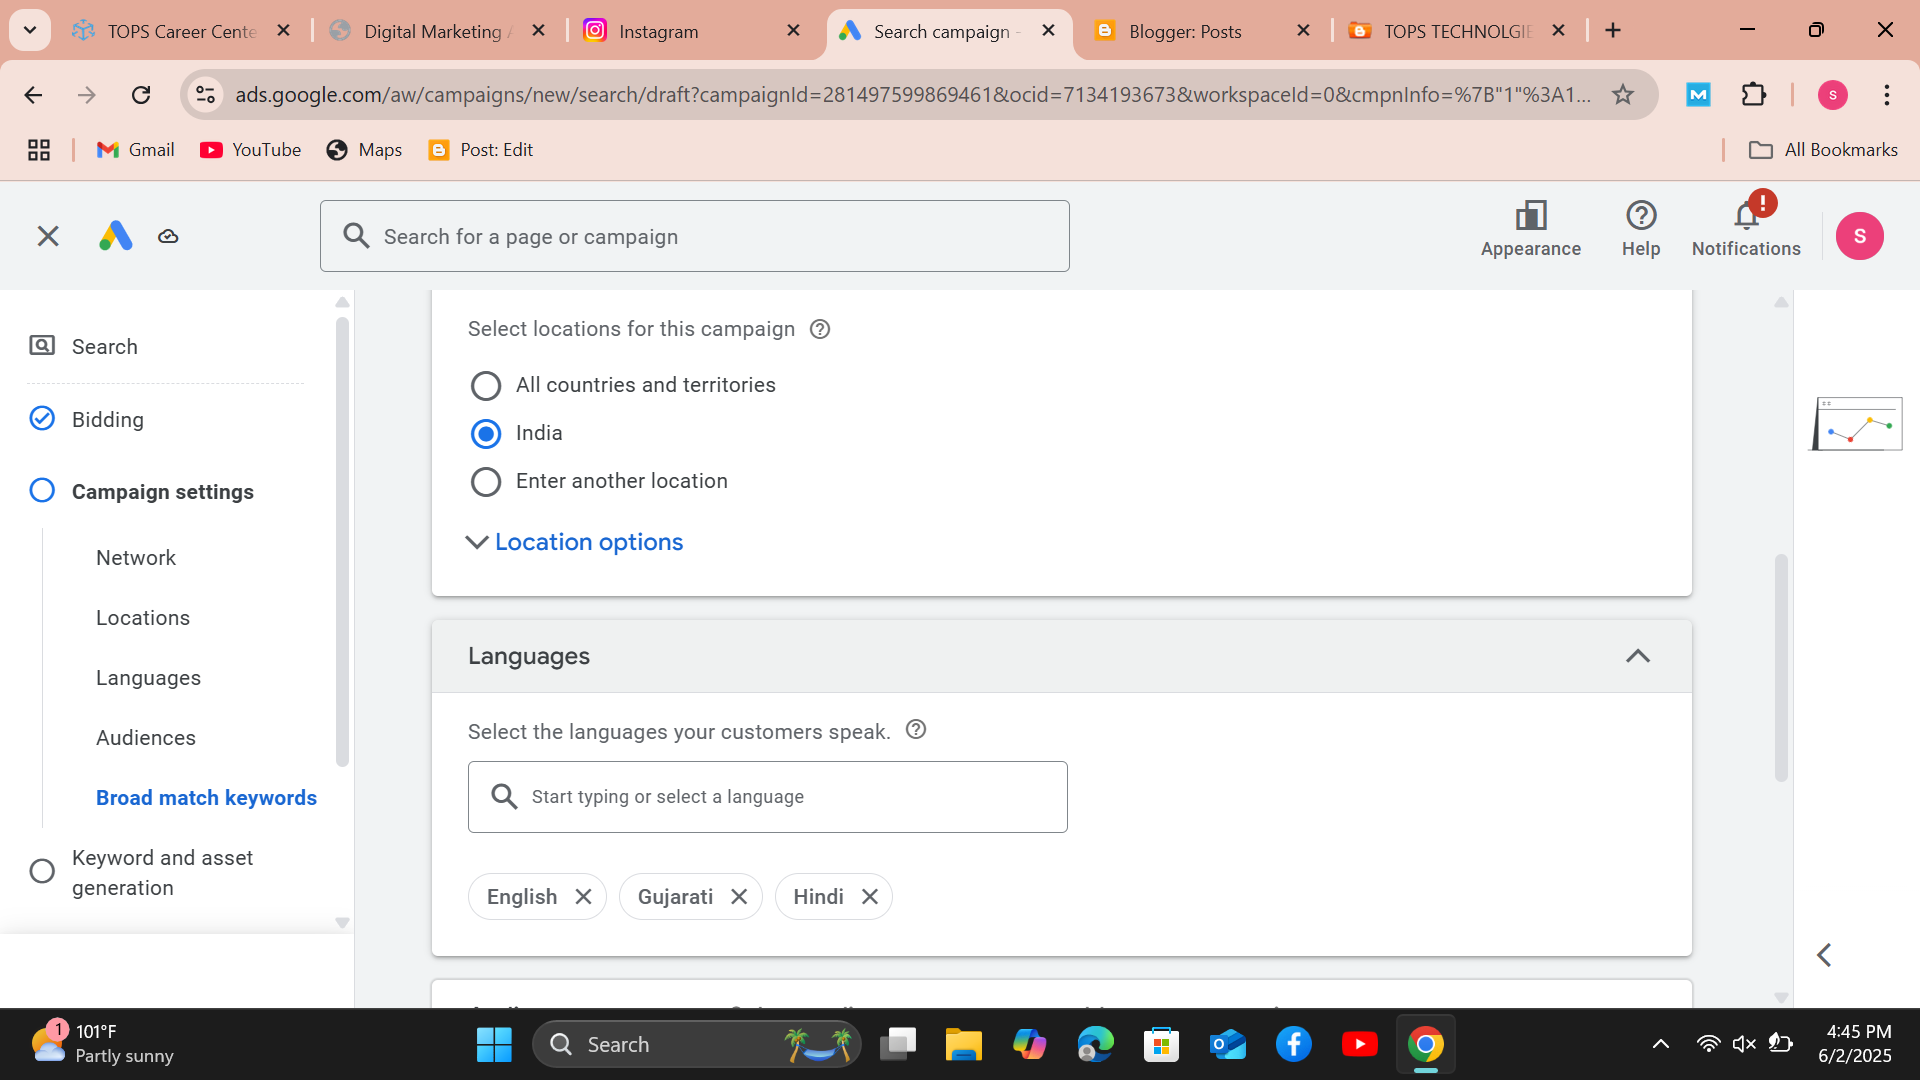 TOPS Career Cente
Digital Marketing A
Instagram
Search campaign -
Blogger: Posts
TOPS TECHNOLGIE
ads.google.com/aw/campaigns/new/search/draft?campaignId=281497599869461&ocid=7134193673&workspaceId=0&cmpnInfo=%7B"1"%3A1...
S
Gmail
YouTube
Maps
Post: Edit
All Bookmarks
Search for a page or campaign
Appearance
Help
Notifications
!
S
Search
Bidding
Campaign settings
Network
Locations
Languages
Audiences
Broad match keywords
Keyword and asset
generation
Select locations for this campaign
All countries and territories
India
Enter another location
Location options
Languages
Select the languages your customers speak.
Start typing or select a language
English
Gujarati
Hindi
1
101°F
Partly sunny
Search
4:45 PM
6/2/2025